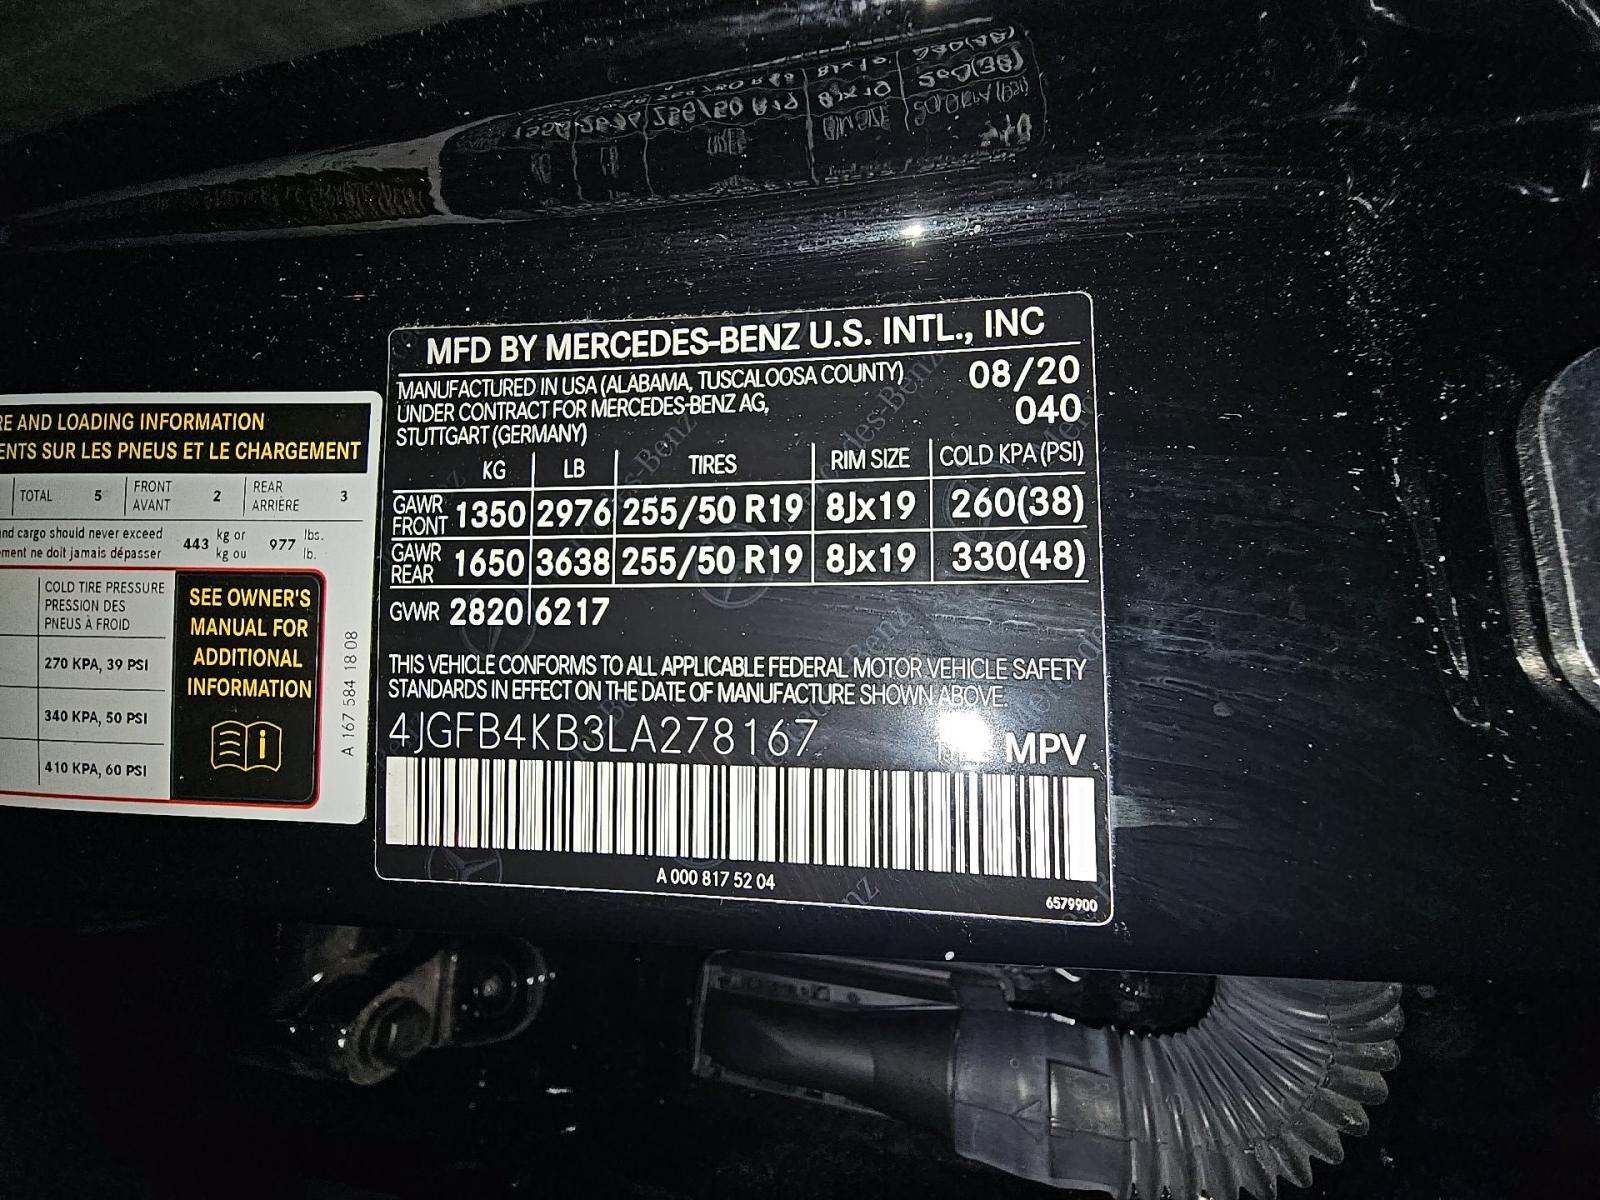 RE AND LOADING INFORMATION
ENTS SUR LES PNEUS ET LE CHARGEMENT
TOTAL 5 FRONT 2 REAR 3
AVANT ARRIÈRE
nd cargo should never exceed 443 kg or 977 lbs.
ement ne doit jamais dépasser kg ou lb.
COLD TIRE PRESSURE
PRESSION DES
PNEUS À FROID
270 KPA, 39 PSI
340 KPA, 50 PSI
410 KPA, 60 PSI
SEE OWNER'S
MANUAL FOR
ADDITIONAL
INFORMATION
A 167 584 18 08
MFD BY MERCEDES-BENZ U.S. INTL., INC
MANUFACTURED IN USA (ALABAMA, TUSCALOOSA COUNTY) 08/20
UNDER CONTRACT FOR MERCEDES-BENZ AG, 040
STUTTGART (GERMANY)
KG LB TIRES RIM SIZE COLD KPA (PSI)
GAWR FRONT 1350 2976 255/50 R19 8Jx19 260(38)
GAWR REAR 1650 3638 255/50 R19 8Jx19 330(48)
GVWR 2820 6217
THIS VEHICLE CONFORMS TO ALL APPLICABLE FEDERAL MOTOR VEHICLE SAFETY
STANDARDS IN EFFECT ON THE DATE OF MANUFACTURE SHOWN ABOVE.
4JGFB4KB3LA278167 MPV
A 000 817 52 04
6579900